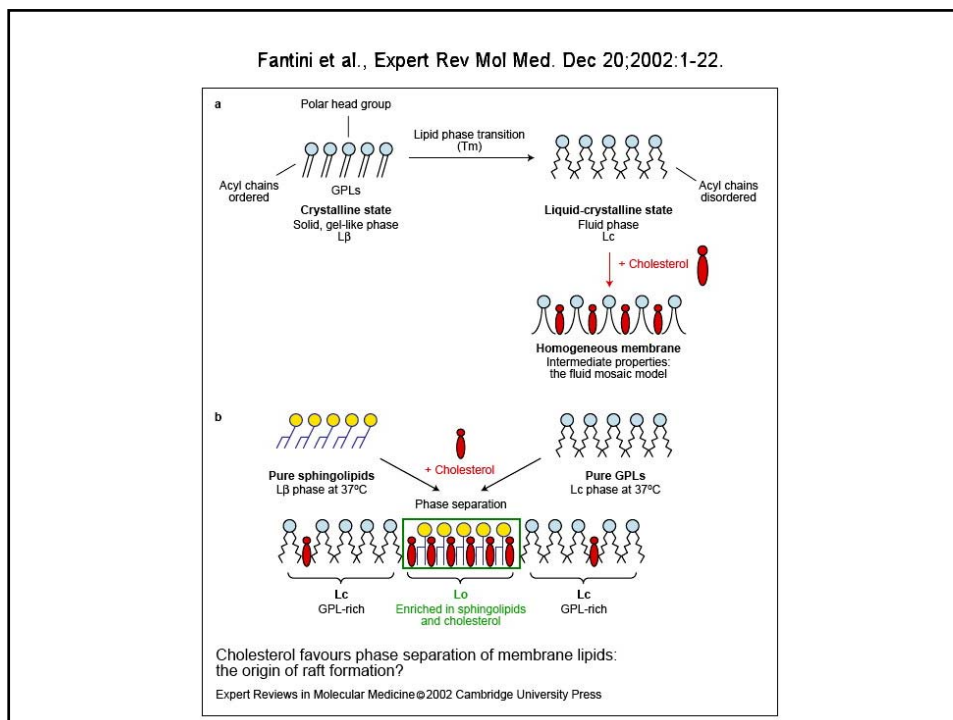 Fantini et al., Expert Rev Mol Med. Dec 20;2002:1-22.
a
Polar head group
Lipid phase transition
(Tm)
Acyl chains
ordered
GPLs
Acyl chains
disordered
Crystalline state
Solid, gel-like phase
Lβ
Liquid-crystalline state
Fluid phase
Lc
+ Cholesterol
Homogeneous membrane
Intermediate properties:
the fluid mosaic model
b
+ Cholesterol
Pure sphingolipids
Lβ phase at 37ºC
Pure GPLs
Lc phase at 37ºC
Phase separation
Lc
GPL-rich
Lo
Enriched in sphingolipids
and cholesterol
Lc
GPL-rich
Cholesterol favours phase separation of membrane lipids:
the origin of raft formation?
Expert Reviews in Molecular Medicine©2002 Cambridge University Press